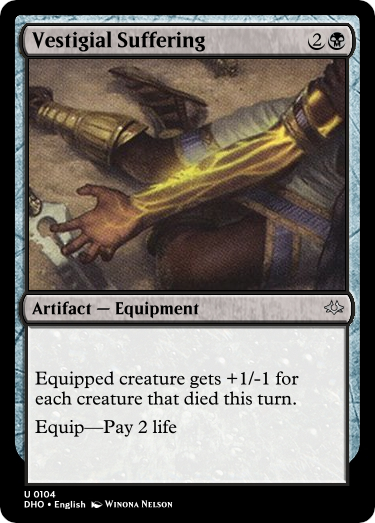 Vestigial Suffering 2
Artifact — Equipment
Equipped creature gets +1/-1 for
each creature that died this turn.
Equip—Pay 2 life
U 0104
DHO • English Winona Nelson